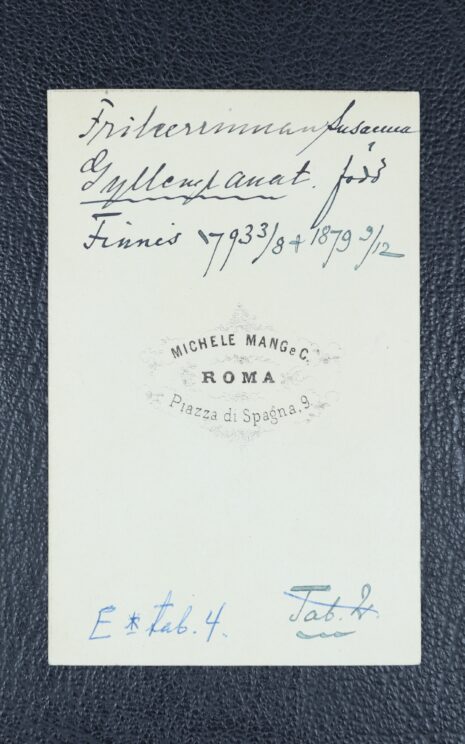 Friherrinnan Susanna
Gyllengranat. född
Finnes 1793 3/8 + 1879 9/12
MICHELE MANG e C.
ROMA
Piazza di Spagna, 9
E * tab. 4.
Tab. 2